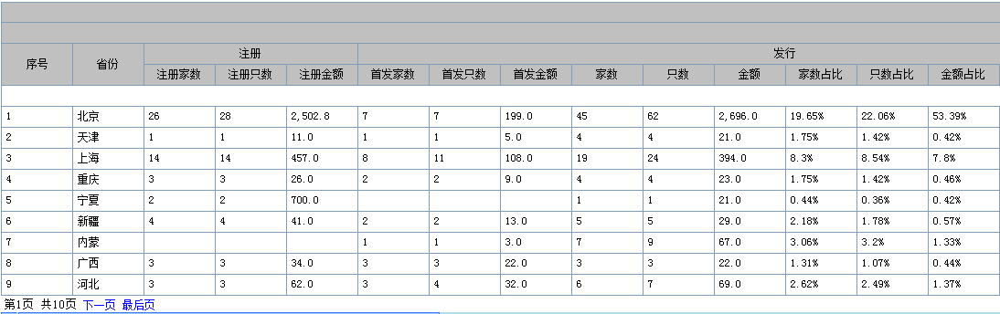 注册 发行
序号 省份 注册家数 注册只数 注册金额 首发家数 首发只数 首发金额 家数 只数 金额 家数占比 只数占比 金额占比
1 北京 26 28 2,502.8 7 7 199.0 45 62 2,696.0 19.65% 22.06% 53.39%
2 天津 1 1 11.0 1 1 5.0 4 4 21.0 1.75% 1.42% 0.42%
3 上海 14 14 457.0 8 11 108.0 19 24 394.0 8.3% 8.54% 7.8%
4 重庆 3 3 26.0 2 2 9.0 4 4 23.0 1.75% 1.42% 0.46%
5 宁夏 2 2 700.0 1 1 21.0 0.44% 0.36% 0.42%
6 新疆 4 4 41.0 2 2 13.0 5 5 29.0 2.18% 1.78% 0.57%
7 内蒙 1 1 3.0 7 9 67.0 3.06% 3.2% 1.33%
8 广西 3 3 34.0 3 3 22.0 3 3 22.0 1.31% 1.07% 0.44%
9 河北 3 3 62.0 3 4 32.0 6 7 69.0 2.62% 2.49% 1.37%
第1页 共10页 下一页 最后页